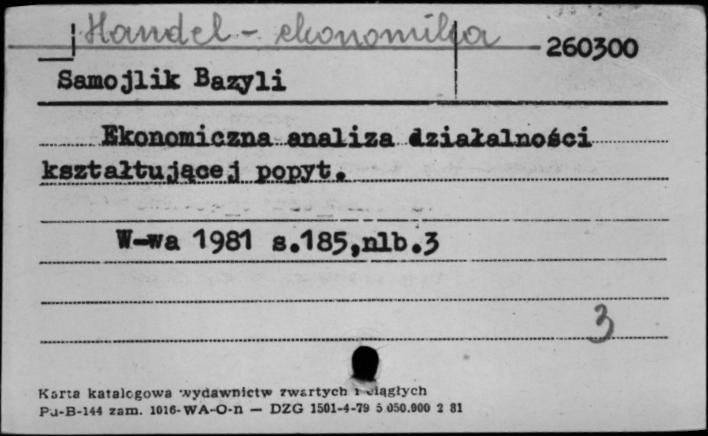 Handel - ekonomika
260300
Samojlik Bazyli
Ekonomiczna analiza działalności
kształtującej popyt.
W-wa 1981 s.185,nlb.3
3
Karta katalogowa wydawnictw zwartych i ciągłych
Pu-B-144 zam. 1016-WA-O-n — DZG 1501-4-79 5 050.000 2 81